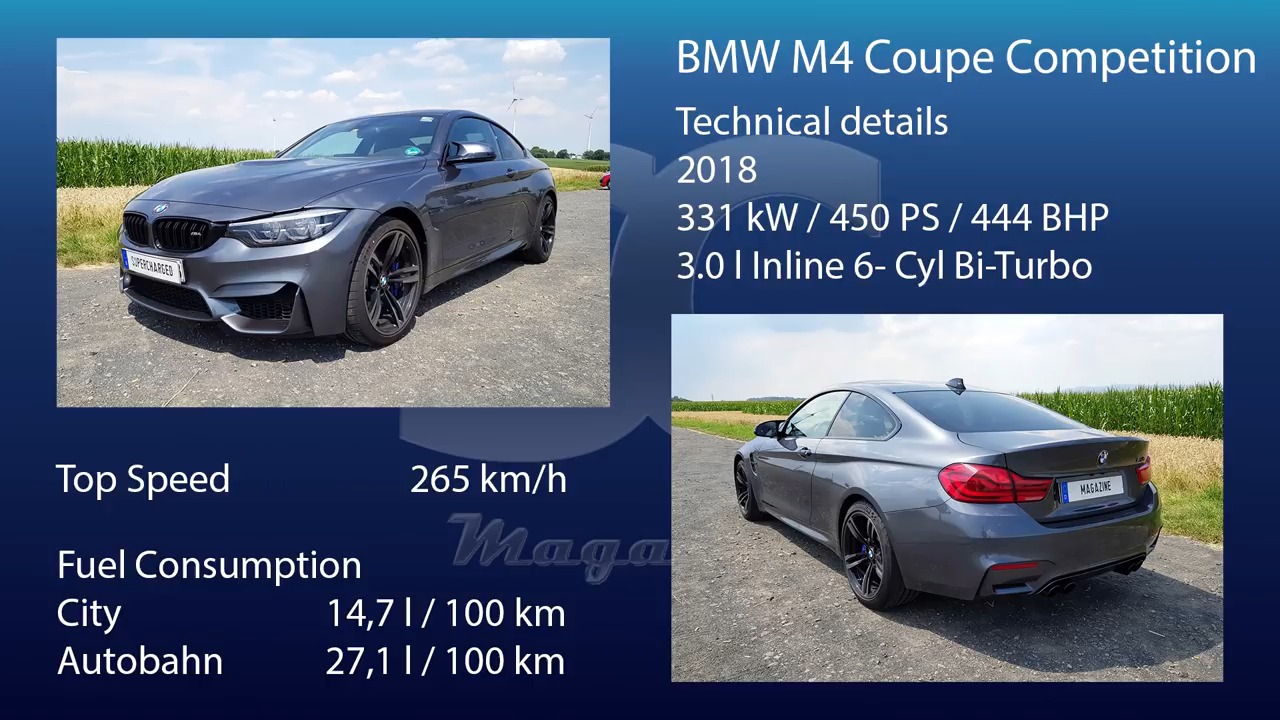 BMW M4 Coupe Competition
Technical details
2018
331 kW / 450 PS / 444 BHP
3.0 l Inline 6- Cyl Bi-Turbo
SUPERCHARGED
MAGAZINE
Top Speed 265 km/h
Fuel Consumption
City 14,7 l / 100 km
Autobahn 27,1 l / 100 km